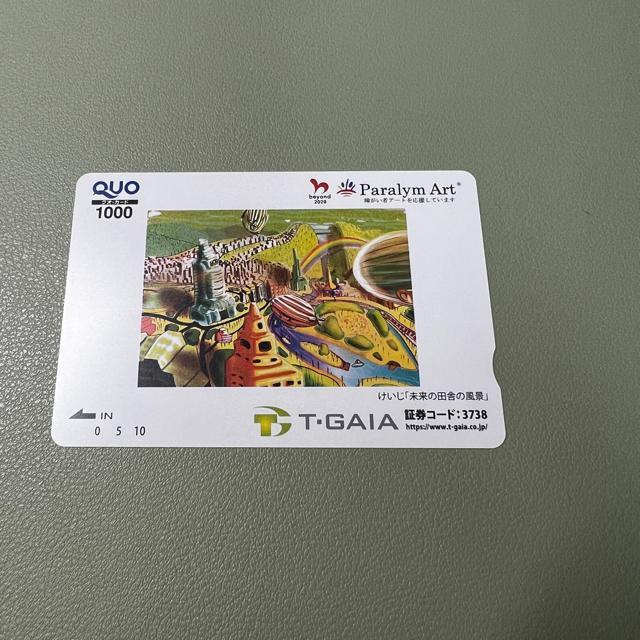 QUO
クオ・カード
1000
beyond
2020
Paralym Art®
障がい者アートを応援しています
けいじ「未来の田舎の風景」
IN
0 5 10
T·GAIA
証券コード:3738
https://www.t-gaia.co.jp/